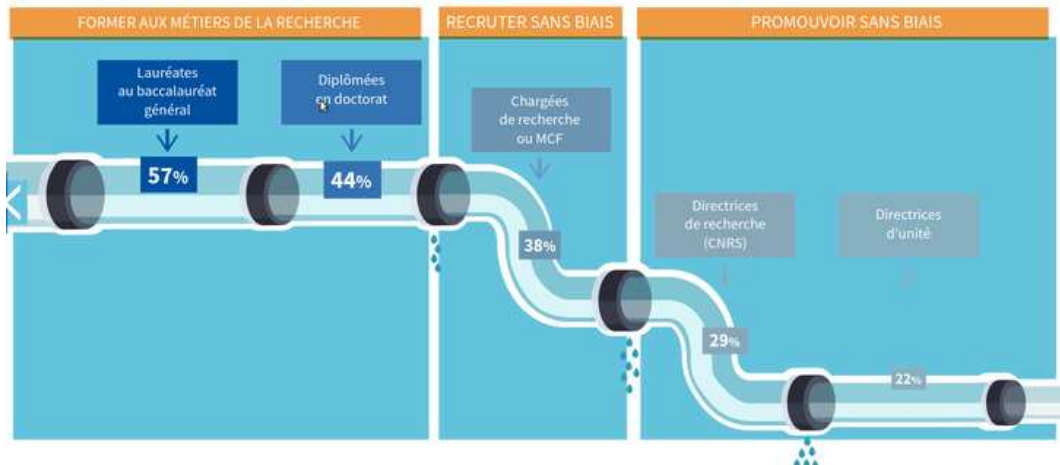 FORMER AUX MÉTIERS DE LA RECHERCHE
RECRUTER SANS BIAIS
PROMOUVOIR SANS BIAIS
Lauréates
au baccalauréat
général
57%
Diplômées
en doctorat
44%
Chargées
de recherche
ou MCF
38%
Directrices
de recherche
(CNRS)
29%
Directrices
d'unité
22%